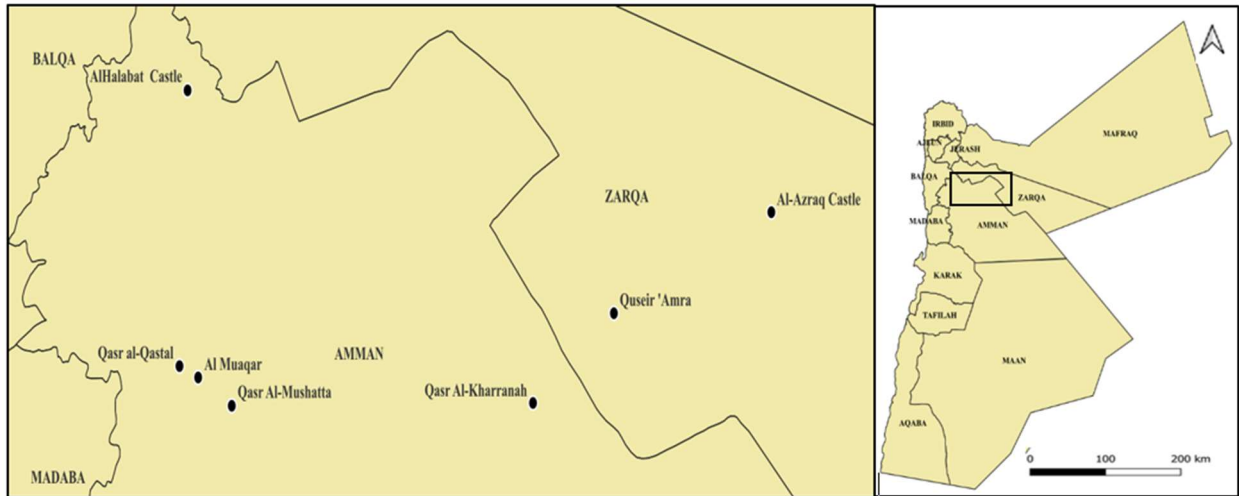 BALQA
AlHalabat Castle
ZARQA
Al-Azraq Castle
Quseir 'Amra
Qasr al-Qastal
AMMAN
Al Muaqar
Qasr Al-Mushatta
Qasr Al-Kharranah
MADABA
IRBID
MAFRAQ
AJLUN
JERASH
BALQA
ZARQA
MADABA
AMMAN
KARAK
TAFILAH
MAAN
AQABA
0 100 200 km